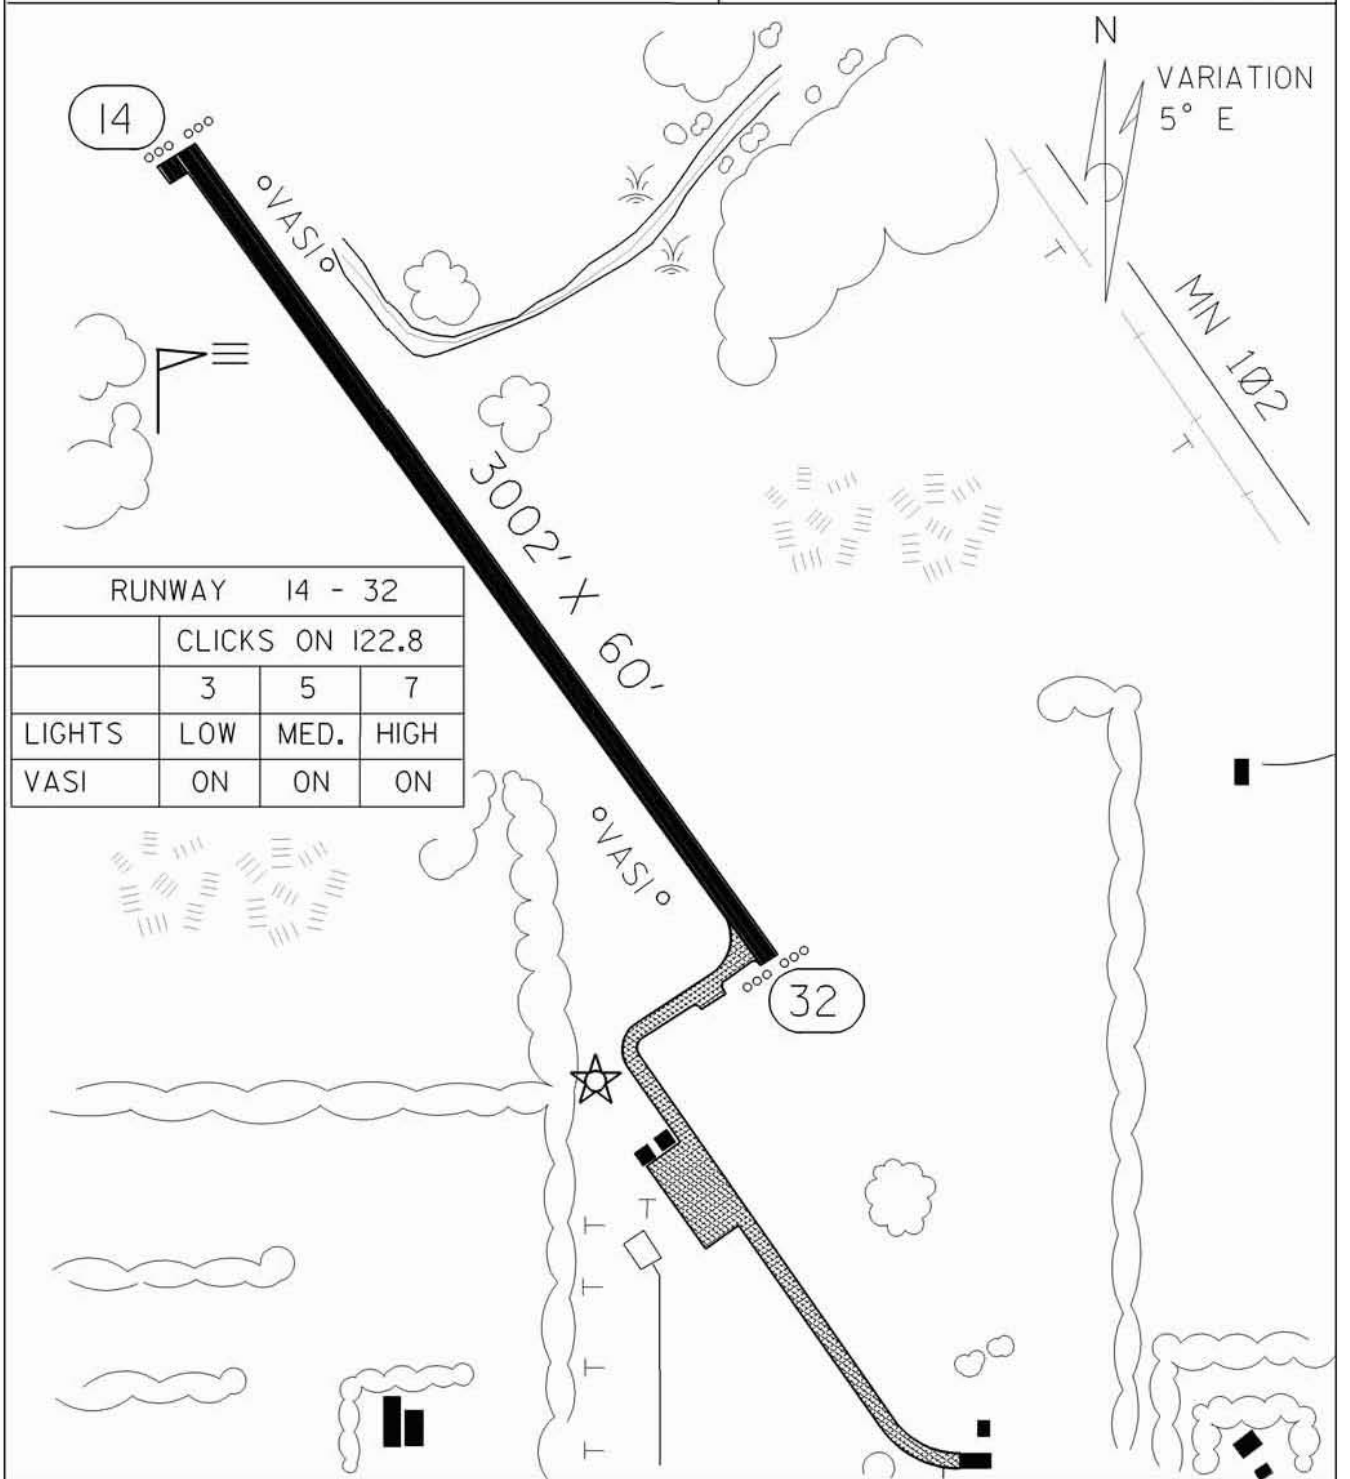 N
VARIATION
5° E
14
VASI
MN 102
3002' X 60'
RUNWAY 14 - 32
CLICKS ON 122.8
3 5 7
LIGHTS LOW MED. HIGH
VASI ON ON ON
VASI
32
T
T
T
T
T
T
T